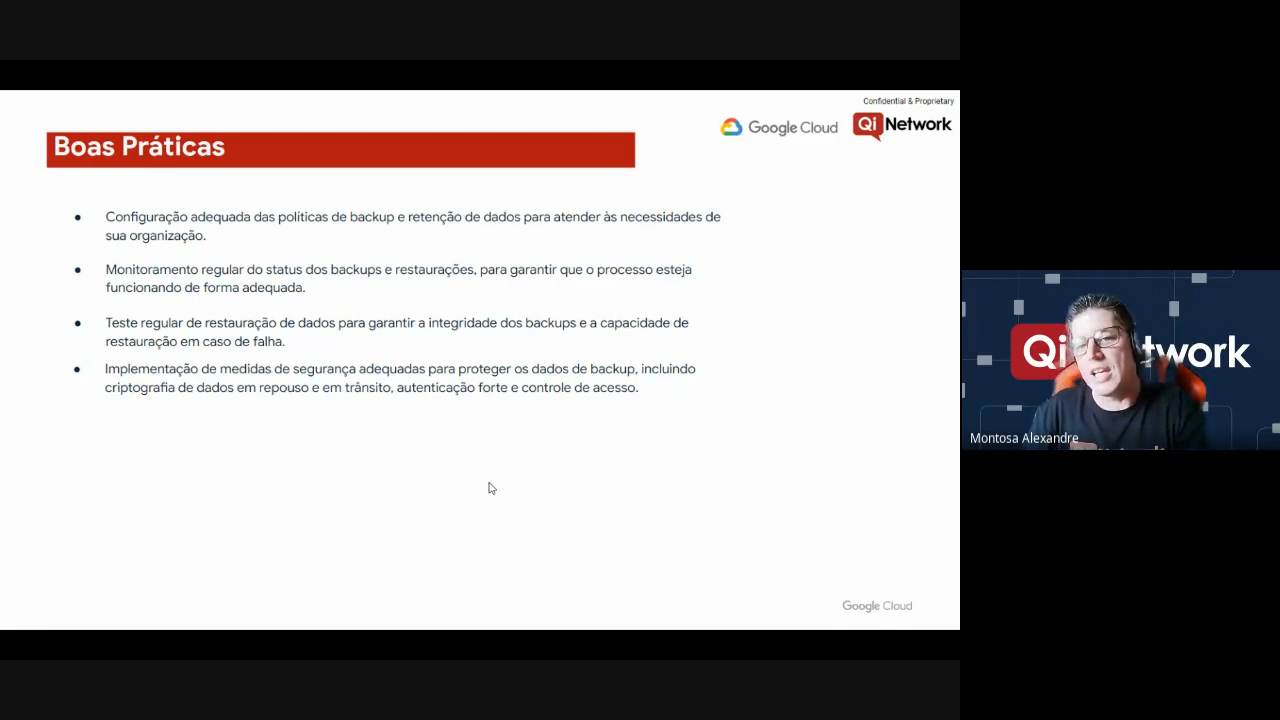 Confidential & Proprietary
Google Cloud
Qi Network
Boas Práticas
● Configuração adequada das políticas de backup e retenção de dados para atender às necessidades de
sua organização.
● Monitoramento regular do status dos backups e restaurações, para garantir que o processo esteja
funcionando de forma adequada.
● Teste regular de restauração de dados para garantir a integridade dos backups e a capacidade de
restauração em caso de falha.
● Implementação de medidas de segurança adequadas para proteger os dados de backup, incluindo
criptografia de dados em repouso e em trânsito, autenticação forte e controle de acesso.
Google Cloud
Qi twork
Montosa Alexandre